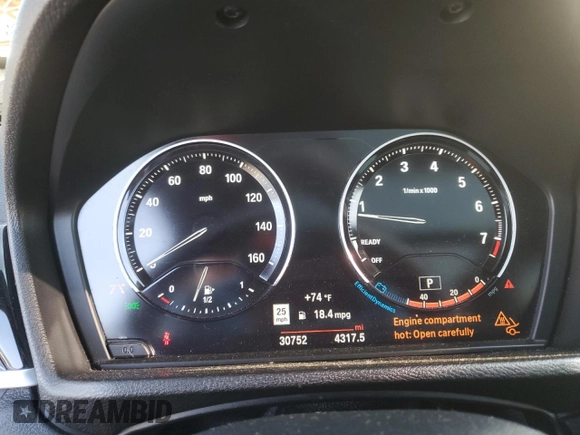 0
20
40
60
80
100
120
140
160
mph
0
1/2
1
1
2
3
4
5
6
7
1/min x 1000
READY
OFF
P
40
20
0
mpg
EfficientDynamics
+74 °F
25
mph
18.4 mpg
mi
30752
4317.5
Engine compartment
hot: Open carefully
DREAMBID